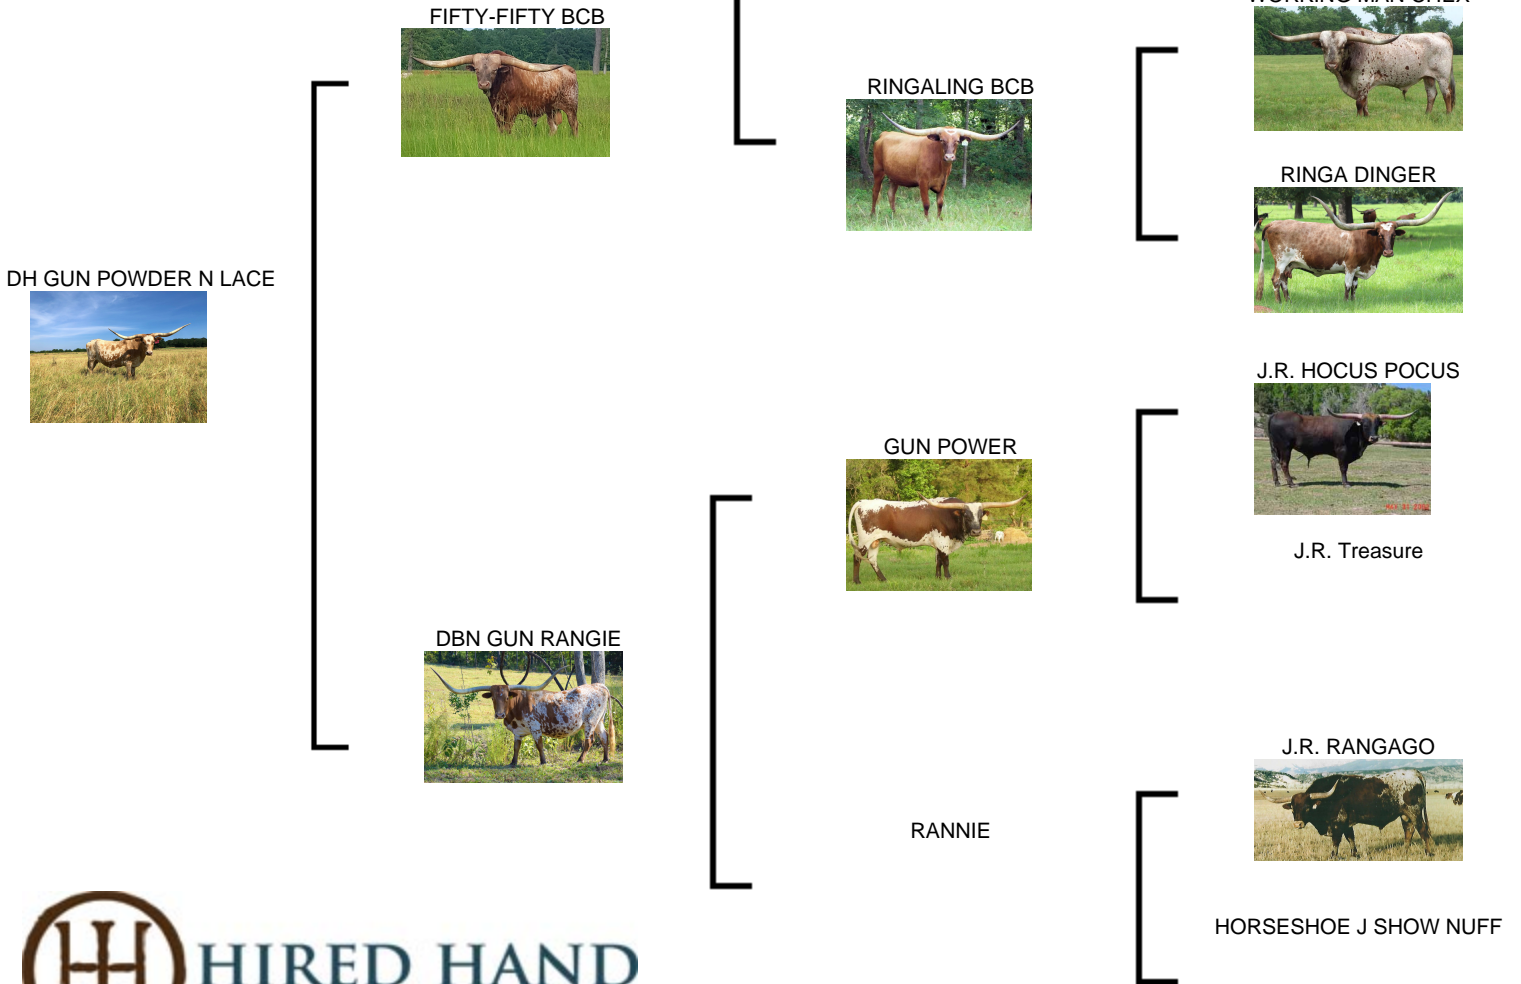 FIFTY-FIFTY BCB
RINGALING BCB
RINGA DINGER
DH GUN POWDER N LACE
J.R. HOCUS POCUS
GUN POWER
J.R. Treasure
DBN GUN RANGIE
J.R. RANGAGO
RANNIE
HORSESHOE J SHOW NUFF
HIRED HAND